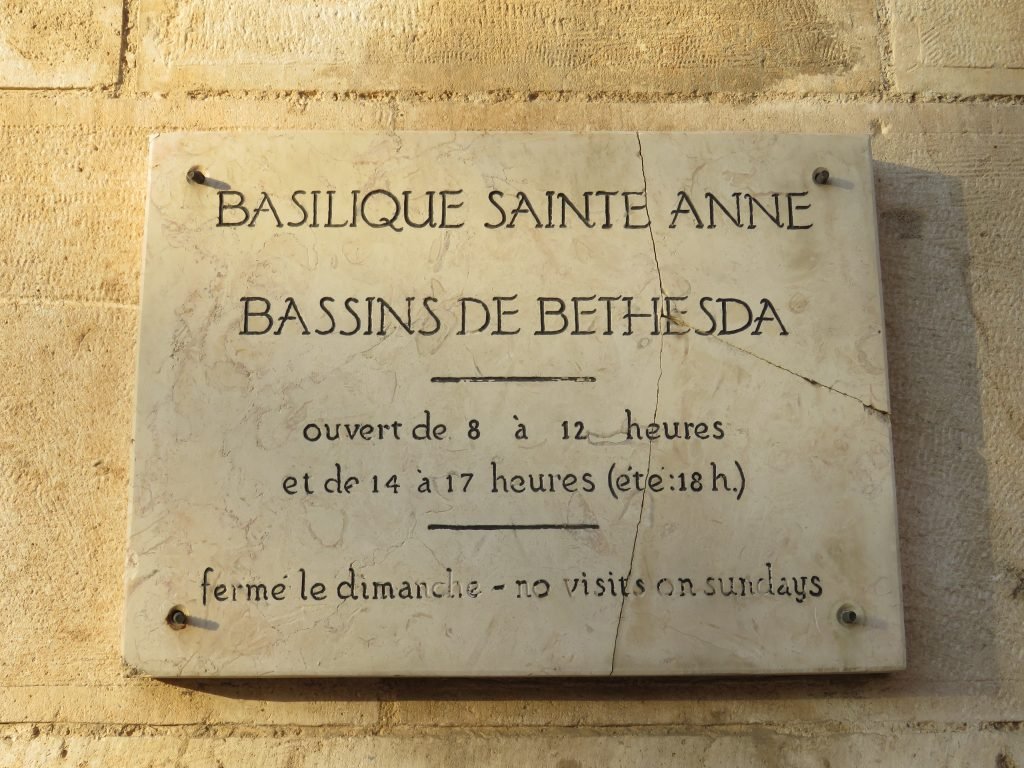 BASILIQUE SAINTE ANNE
BASSINS DE BETHESDA
ouvert de 8 à 12 heures
et de 14 à 17 heures (été:18 h.)
fermé le dimanche - no visits on sundays